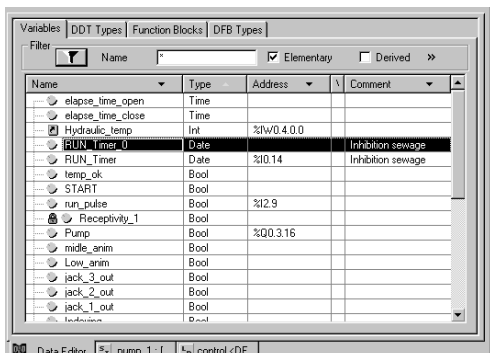 Variables DDT Types Function Blocks DFB Types
Filter
Name * Elementary Derived »
Name Type Address Comment
elapse_time_open Time
elapse_time_close Time
Hydraulic_temp Int %IW0.4.0.0
RUN_Timer_0 Date Inhibition sewage
RUN_Timer Date %I0.14 Inhibition sewage
temp_ok Bool
START Bool
run_pulse Bool %I2.9
Receptivity_1 Bool
Pump Bool %Q0.3.16
midle_anim Bool
Low_anim Bool
jack_3_out Bool
jack_2_out Bool
jack_1_out Bool
Indexing Bool
Data Editor pump_1 : [ control <DF